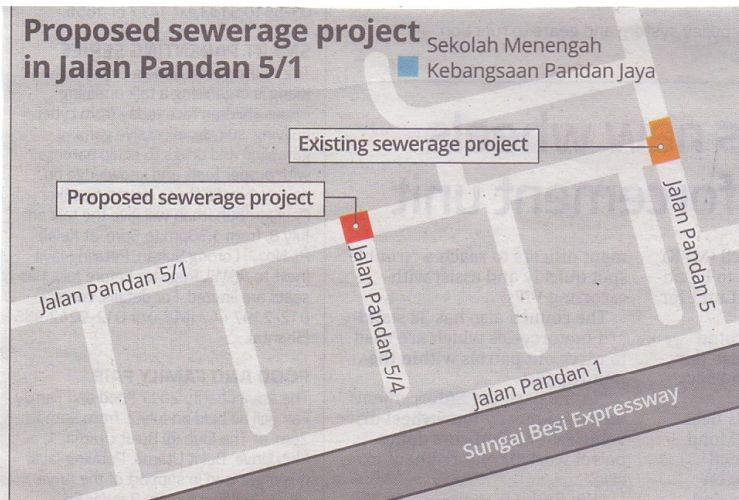 Proposed sewerage project
in Jalan Pandan 5/1
Sekolah Menengah
Kebangsaan Pandan Jaya
Existing sewerage project
Proposed sewerage project
Jalan Pandan 5
Jalan Pandan 5/1
Jalan Pandan 5/4
Jalan Pandan 1
Sungai Besi Expressway